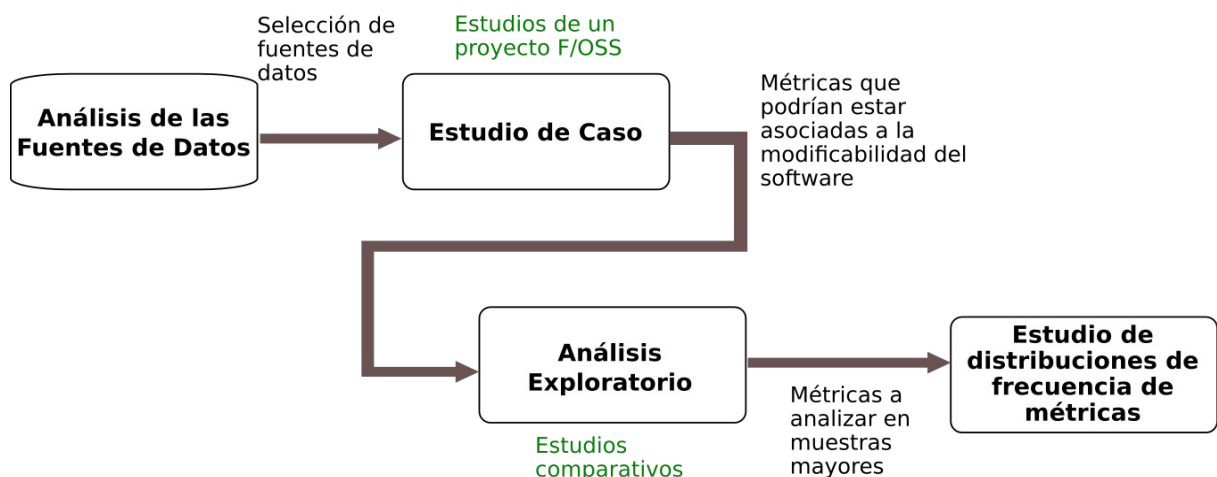 Selección de
fuentes de
datos
Estudios de un
proyecto F/OSS
Análisis de las
Fuentes de Datos
Estudio de Caso
Métricas que
podrían estar
asociadas a la
modificabilidad del
software
Análisis
Exploratorio
Estudios
comparativos
Métricas a
analizar en
muestras
mayores
Estudio de
distribuciones de
frecuencia de
métricas